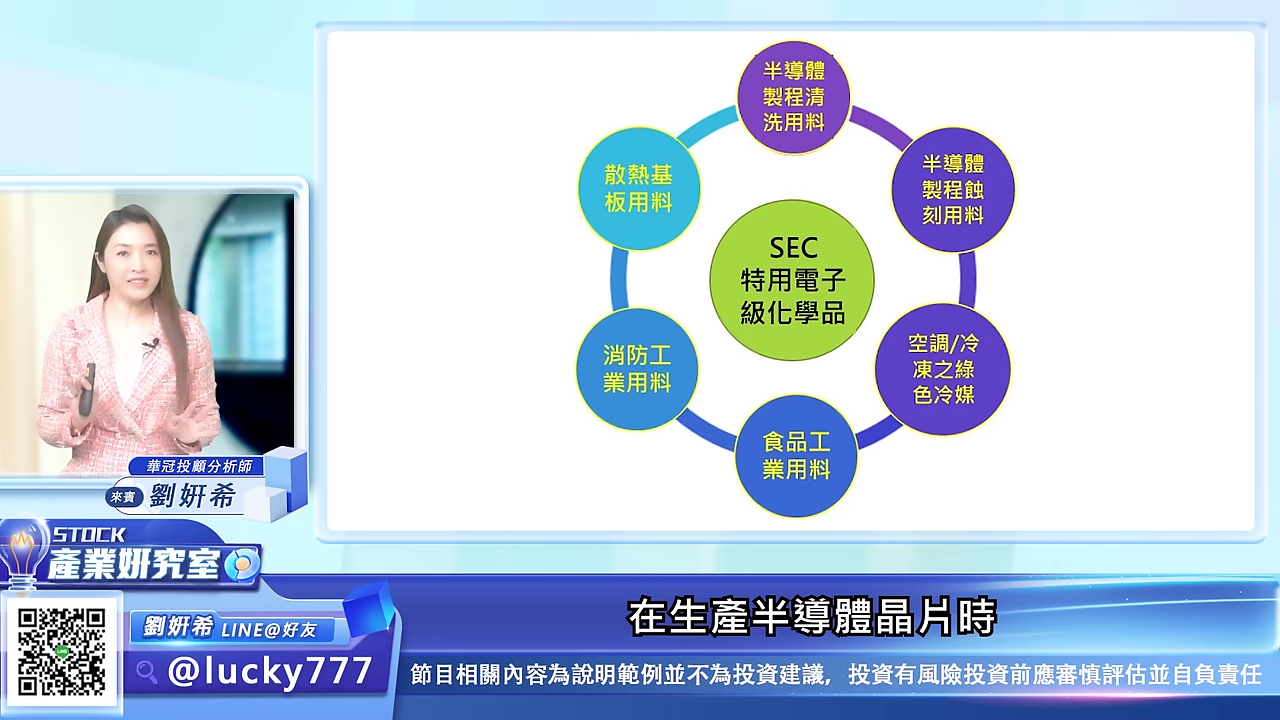 半導體
製程清
洗用料
半導體
製程蝕
刻用料
空調/冷
凍之綠
色冷媒
食品工
業用料
消防工
業用料
散熱基
板用料
SEC
特用電子
級化學品
華冠投顧分析師
來賓 劉妍希
STOCK
產業妍究室
劉妍希 LINE@好友
@lucky777
LINE
在生產半導體晶片時
節目相關內容為說明範例並不為投資建議，投資有風險投資前應審慎評估並自負責任